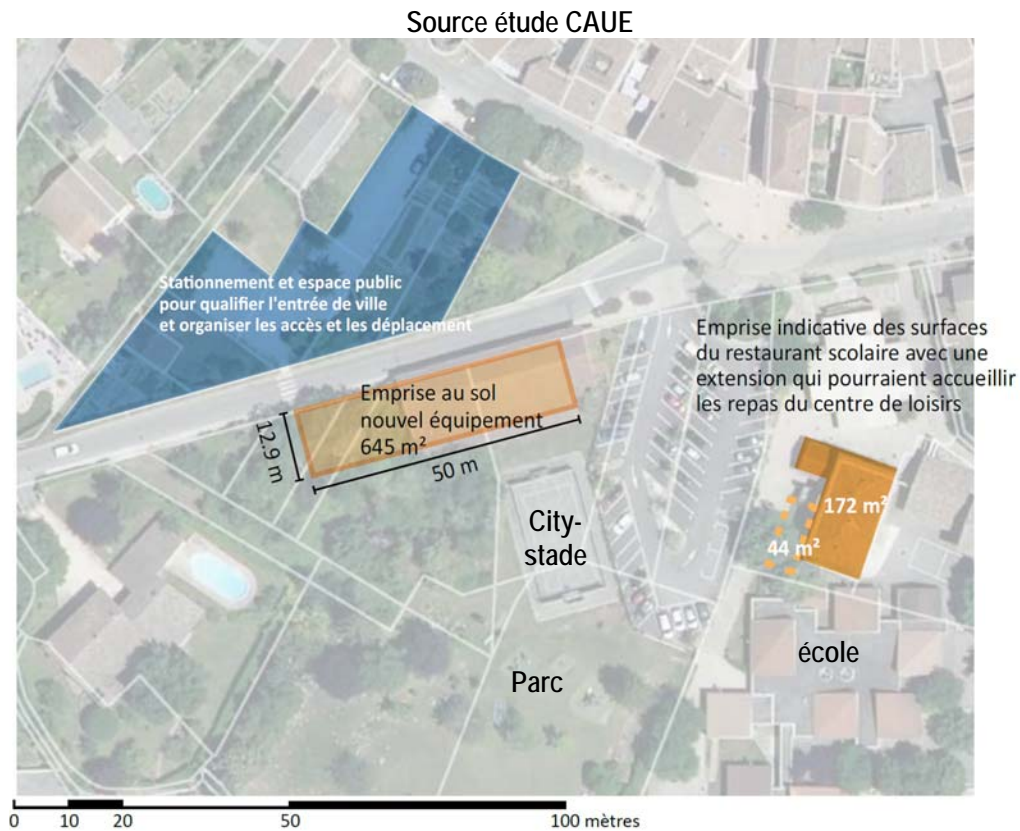 Source étude CAUE
Stationnement et espace public
pour qualifier l'entrée de ville
et organiser les accès et les déplacement
Emprise indicative des surfaces
du restaurant scolaire avec une
extension qui pourraient accueillir
les repas du centre de loisirs
Emprise au sol
nouvel équipement
645 m²
12.9 m
50 m
172 m²
44 m²
City-
stade
école
Parc
0 10 20 50 100 mètres